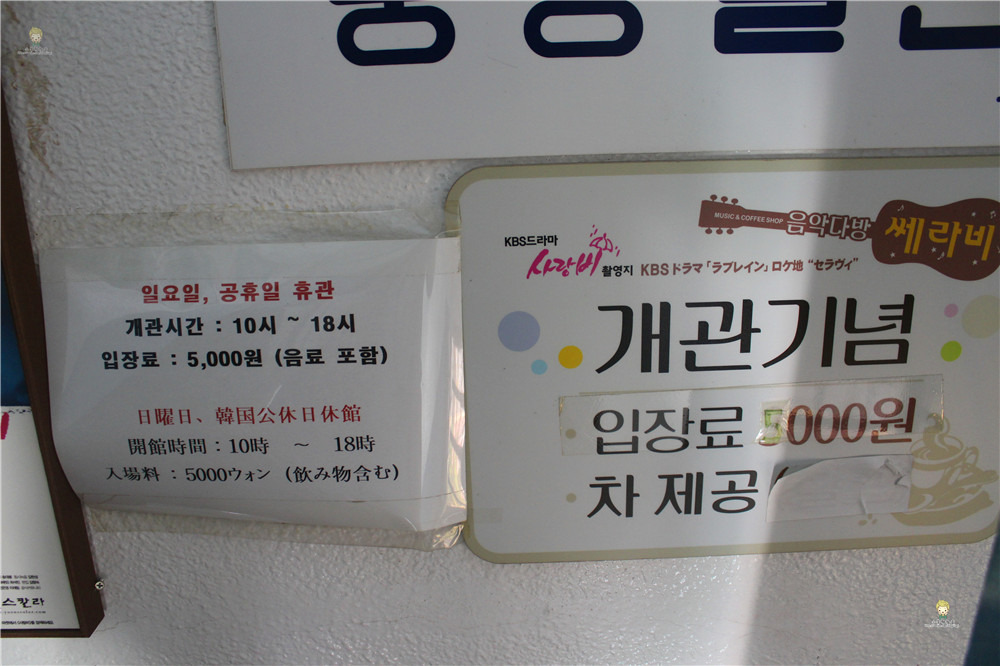 일요일, 공휴일 휴관
개관시간 : 10시 ~ 18시
입장료 : 5,000원 (음료 포함)
日曜日、韓国公休日休館
開館時間 : 10時 ～ 18時
入場料 : 5000ウォン (飲み物含む)
MUSIC & COFFEE SHOP 음악다방 쎄라비
KBS드라마
사랑비 촬영지 KBS ドラマ「ラブレイン」ロケ地 “セラヴィ”
개관기념
입장료 5000원
차 제공
스칼라